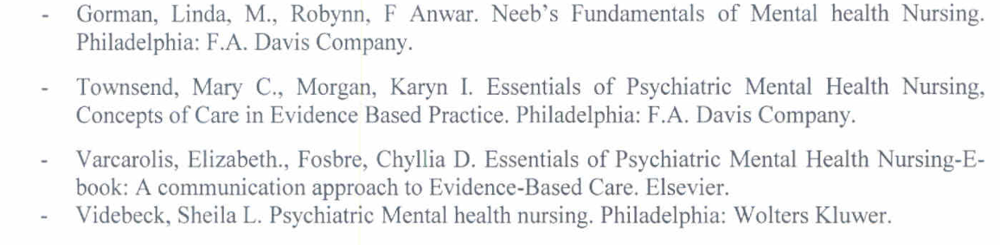 - Gorman, Linda, M., Robynn, F Anwar. Neeb's Fundamentals of Mental health Nursing.
Philadelphia: F.A. Davis Company.
- Townsend, Mary C., Morgan, Karyn I. Essentials of Psychiatric Mental Health Nursing,
Concepts of Care in Evidence Based Practice. Philadelphia: F.A. Davis Company.
- Varcarolis, Elizabeth., Fosbre, Chyllia D. Essentials of Psychiatric Mental Health Nursing-E-
book: A communication approach to Evidence-Based Care. Elsevier.
- Videbeck, Sheila L. Psychiatric Mental health nursing. Philadelphia: Wolters Kluwer.